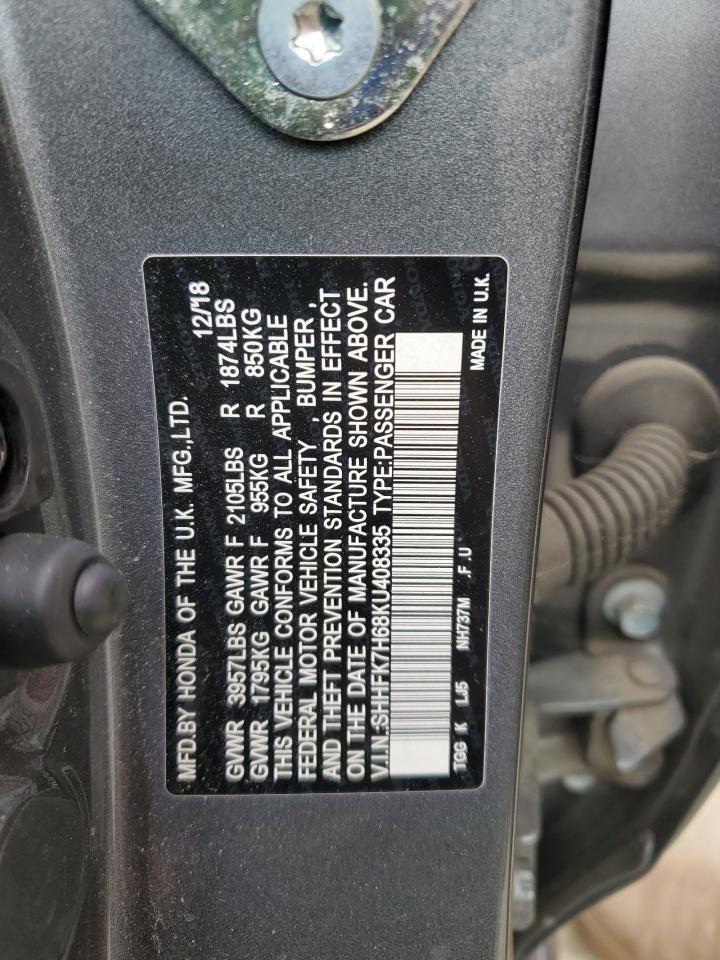 MFD.BY HONDA OF THE U.K. MFG.,LTD. 12/18
GVWR 3957LBS GAWR F 2105LBS R 1874LBS
GVWR 1795KG GAWR F 955KG R 850KG
THIS VEHICLE CONFORMS TO ALL APPLICABLE
FEDERAL MOTOR VEHICLE SAFETY , BUMPER ,
AND THEFT PREVENTION STANDARDS IN EFFECT
ON THE DATE OF MANUFACTURE SHOWN ABOVE.
V.I.N.:SHHFK7H68KU408335 TYPE:PASSENGER CAR
TGG K LJ5 NH737M .F .U MADE IN U.K.